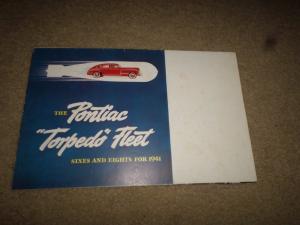 THE Pontiac
"Torpedo" Fleet
SIXES AND EIGHTS FOR 1941